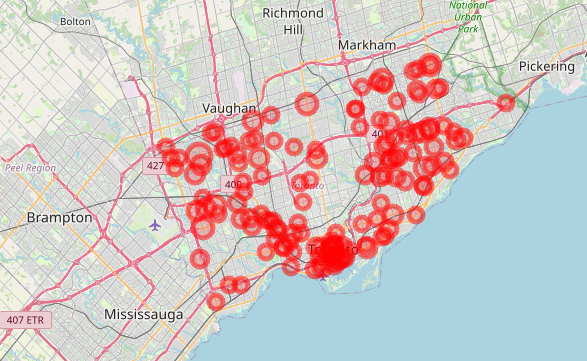 Bolton
Richmond
Hill
National
Urban
Park
Markham
Pickering
Vaughan
401
427
Peel Region
400
Toronto
Brampton
Toronto
Mississauga
407 ETR